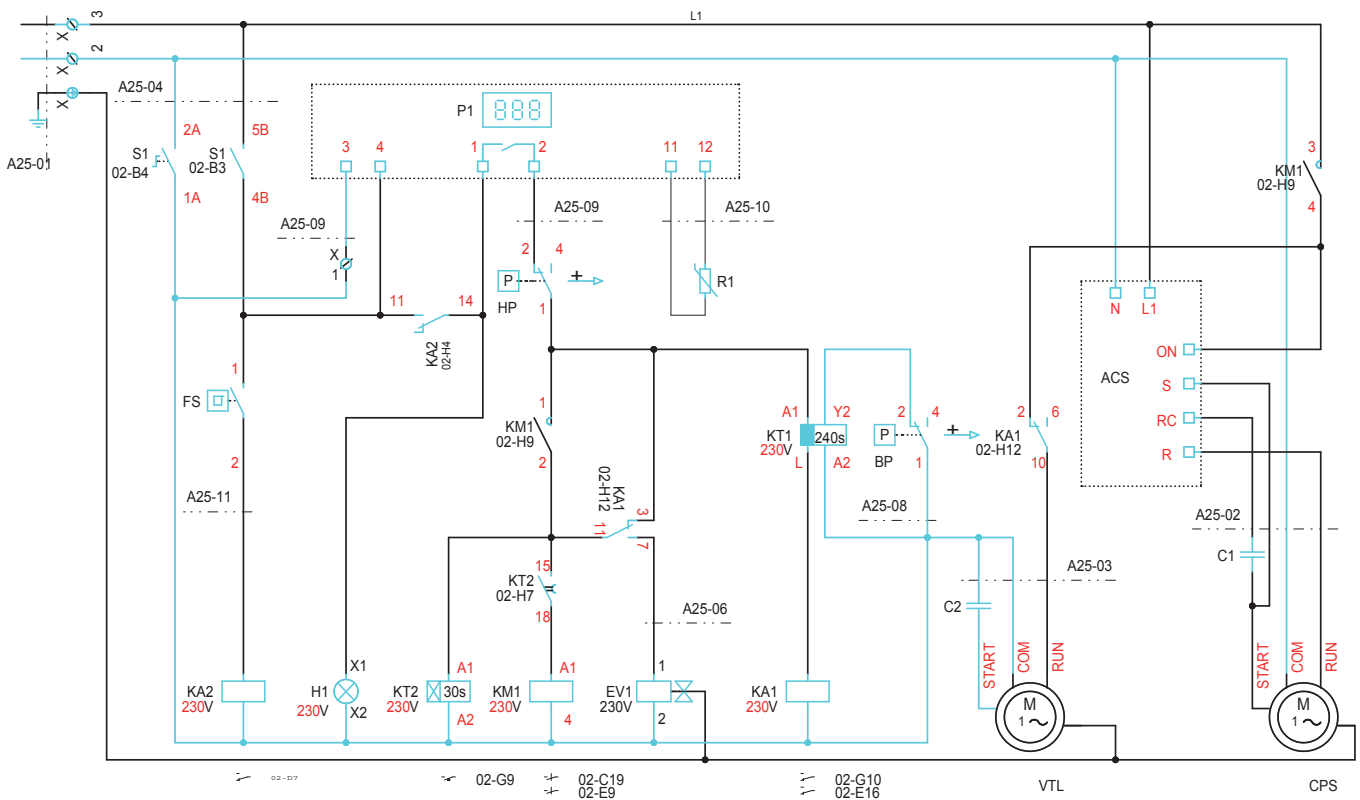 3
L1
X
2
X
A25-04
X
P1
888
2A
5B
S1
02-B4
S1
02-B3
3
4
1
2
11
12
3
A25-01
KM1
02-H9
1A
4B
4
A25-09
A25-09
A25-10
X
1
2
4
P
+
R1
HP
11
14
1
N
L1
KA2
02-H4
ON
ACS
S
1
FS
RC
R
1
KM1
02-H9
2
A1
Y2
KT1
230V
240s
L
A2
2
4
P
+
BP
1
2
6
KA1
02-H12
10
2
KA1
02-H12
3
11
7
A25-11
A25-08
A25-02
C1
15
KT2
02-H7
18
A25-03
A25-06
C2
START
COM
RUN
START
COM
RUN
X1
A1
A1
1
KA2
230V
H1
230V
KT2
230V
30s
KM1
230V
EV1
230V
KA1
230V
X2
A2
4
2
M
1
M
1
02-D7
02-G9
02-C19
02-E9
02-G10
02-E16
VTL
CPS